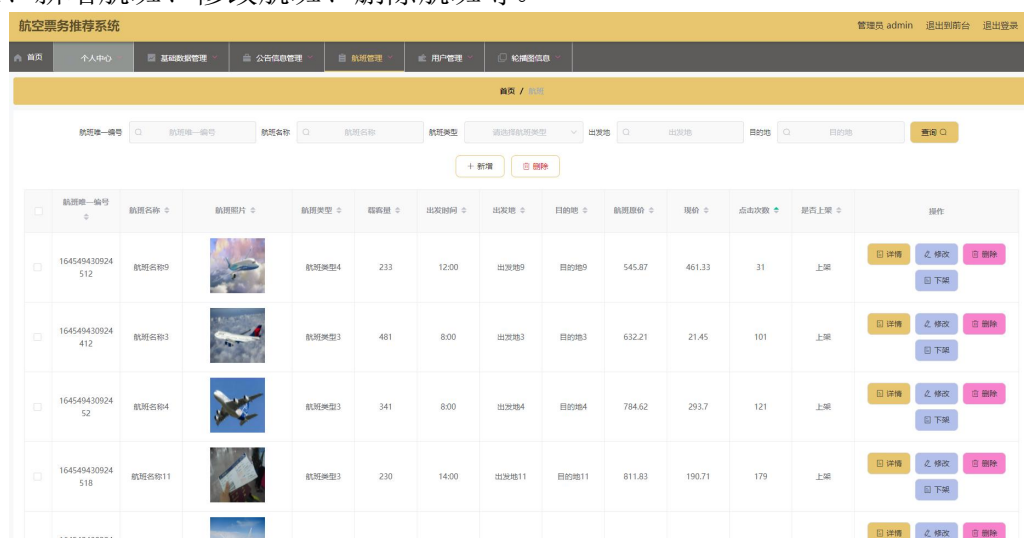 航空票务推荐系统 管理员 admin 退出到前台 退出登录
首页 个人中心 基础数据管理 公告信息管理 航班管理 用户管理 轮播图信息
首页 / 航班
航班唯一编号 航班唯一编号 航班名称 航班名称 航班类型 请选择航班类型 出发地 出发地 目的地 目的地 查询
+ 新增 删除
航班唯一编号 航班名称 航班照片 航班类型 载客量 出发时间 出发地 目的地 航班原价 现价 点击次数 是否上架 操作
164549430924512 航班名称9 航班类型4 233 12:00 出发地9 目的地9 545.87 461.33 31 上架 详情 修改 删除
下架
164549430924412 航班名称3 航班类型3 481 8:00 出发地3 目的地3 632.21 21.45 101 上架 详情 修改 删除
下架
16454943092452 航班名称4 航班类型3 341 8:00 出发地4 目的地4 784.62 293.7 121 上架 详情 修改 删除
下架
164549430924518 航班名称11 航班类型3 230 14:00 出发地11 目的地11 811.83 190.71 179 上架 详情 修改 删除
下架
详情 修改 删除